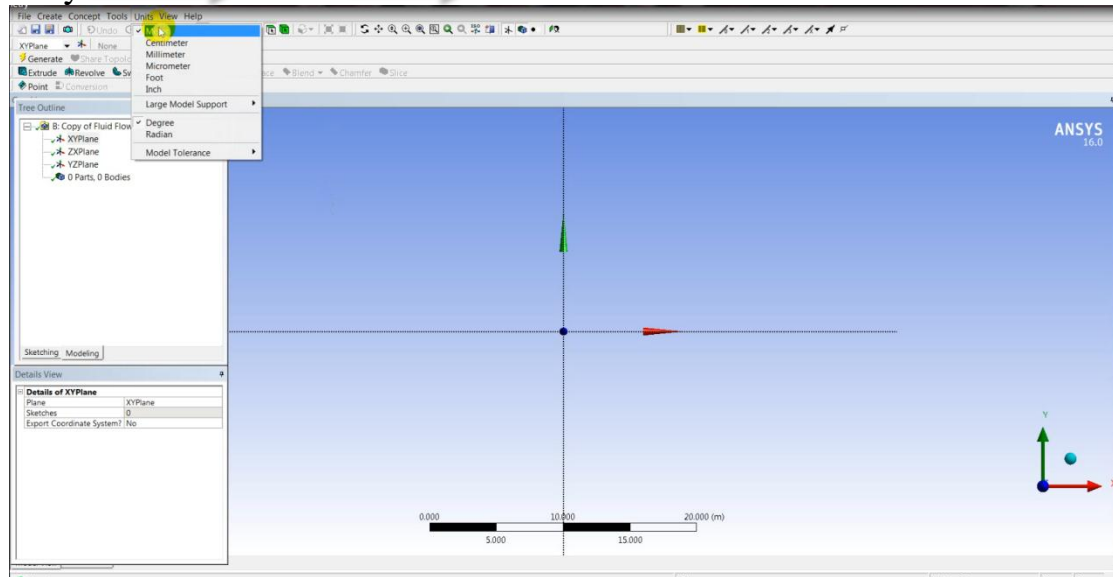 File Create Concept Tools Units View Help
Undo
XYPlane None
Generate Share Topolo
Extrude Revolve Sw ce Blend Chamfer Slice
Point Conversion
Centimeter
Millimeter
Micrometer
Foot
Inch
Large Model Support
Degree
Radian
Model Tolerance
Tree Outline
B: Copy of Fluid Flow
XYPlane
ZXPlane
YZPlane
0 Parts, 0 Bodies
Sketching Modeling
Details View
Details of XYPlane
Plane XYPlane
Sketches 0
Export Coordinate System? No
ANSYS
16.0
Y
X
0.000 10.000 20.000 (m)
5.000 15.000